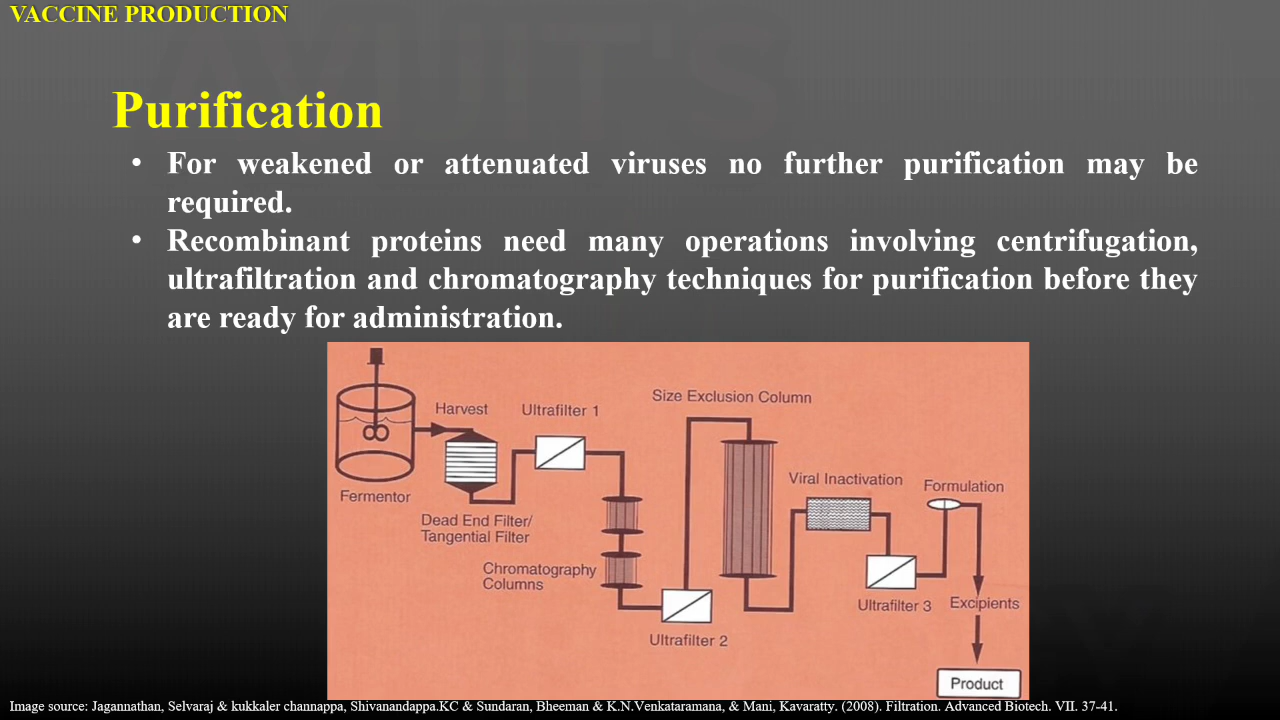 VACCINE PRODUCTION
Purification
• For weakened or attenuated viruses no further purification may be
required.
• Recombinant proteins need many operations involving centrifugation,
ultrafiltration and chromatography techniques for purification before they
are ready for administration.
Size Exclusion Column
Harvest
Ultrafilter 1
Viral Inactivation
Formulation
Fermentor
Dead End Filter/
Tangential Filter
Chromatography
Columns
Ultrafilter 3
Excipients
Ultrafilter 2
Product
Image source: Jagannathan, Selvaraj & kukkaler channappa, Shivanandappa.KC & Sundaran, Bheeman & K.N.Venkataramana, & Mani, Kavaratty. (2008). Filtration. Advanced Biotech. VII. 37-41.